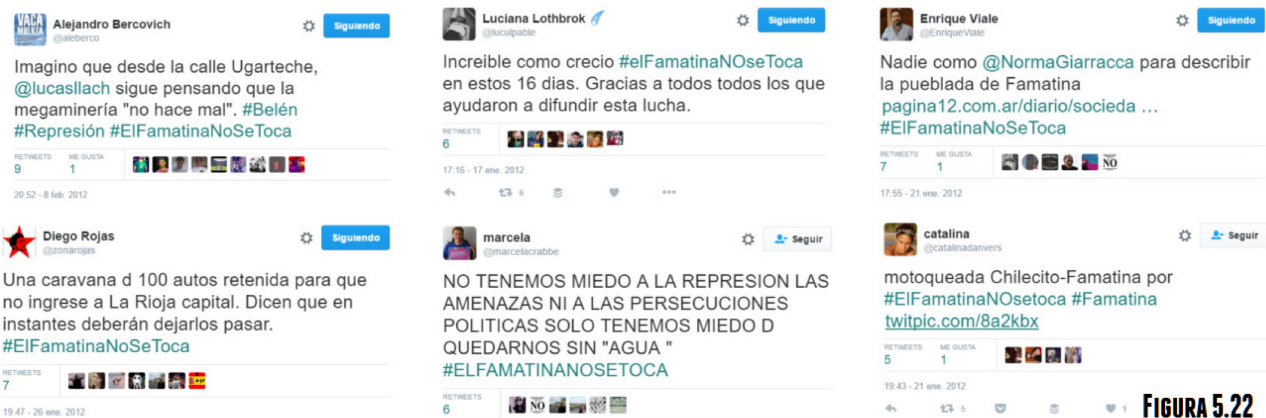 VACA MUERTA
Alejandro Bercovich
@aleberco
Siguiendo
Imagino que desde la calle Ugarteche,
@lucasllach sigue pensando que la
megaminería "no hace mal". #Belén
#Represión #ElFamatinaNoSeToca
RETWEETS ME GUSTA
9 1
20:52 - 8 feb. 2012
Luciana Lothbrok
@luculpable
Siguiendo
Increible como crecio #elFamatinaNOseToca
en estos 16 dias. Gracias a todos todos los que
ayudaron a difundir esta lucha.
RETWEETS
6
17:16 - 17 ene. 2012
6
Enrique Viale
@EnriqueViale
Siguiendo
Nadie como @NormaGiarracca para describir
la pueblada de Famatina
pagina12.com.ar/diario/socieda …
#ElFamatinaNoSeToca
RETWEETS ME GUSTA
7 1
NO
17:55 - 21 ene. 2012
Diego Rojas
@zonarojas
Siguiendo
Una caravana d 100 autos retenida para que
no ingrese a La Rioja capital. Dicen que en
instantes deberán dejarlos pasar.
#ElFamatinaNoSeToca
RETWEETS
7
19:47 - 26 ene. 2012
marcela
@marcelacrabbe
Seguir
NO TENEMOS MIEDO A LA REPRESION LAS
AMENAZAS NI A LAS PERSECUCIONES
POLITICAS SOLO TENEMOS MIEDO D
QUEDARNOS SIN "AGUA "
#ELFAMATINANOSETOCA
RETWEETS
6
NO
catalina
@catalinadanvers
Seguir
motoqueada Chilecito-Famatina por
#ElFamatinaNOsetoca #Famatina
twitpic.com/8a2kbx
RETWEETS ME GUSTA
5 1
19:43 - 21 ene. 2012
5 1
FIGURA 5.22